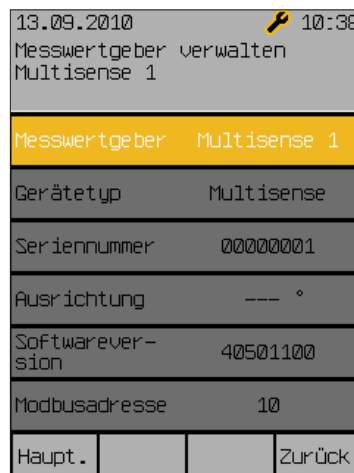 13.09.2010 10:38
Messwertgeber verwalten
Multisense 1
Messwertgeber Multisense 1
Gerätetyp Multisense
Seriennummer 00000001
Ausrichtung --- °
Softwarever-
sion 40501100
Modbusadresse 10
Haupt. Zurück